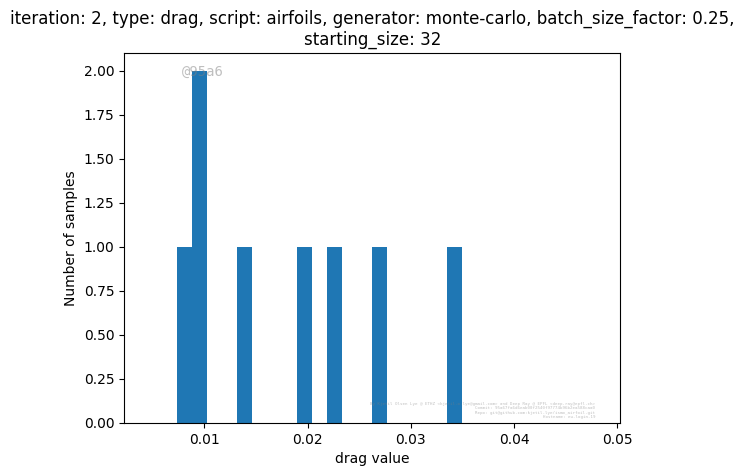 iteration: 2, type: drag, script: airfoils, generator: monte-carlo, batch_size_factor: 0.25,
starting_size: 32
@95a6
2.00
1.75
1.50
1.25
1.00
0.75
0.50
0.25
0.00
Number of samples
0.01
0.02
0.03
0.04
0.05
drag value